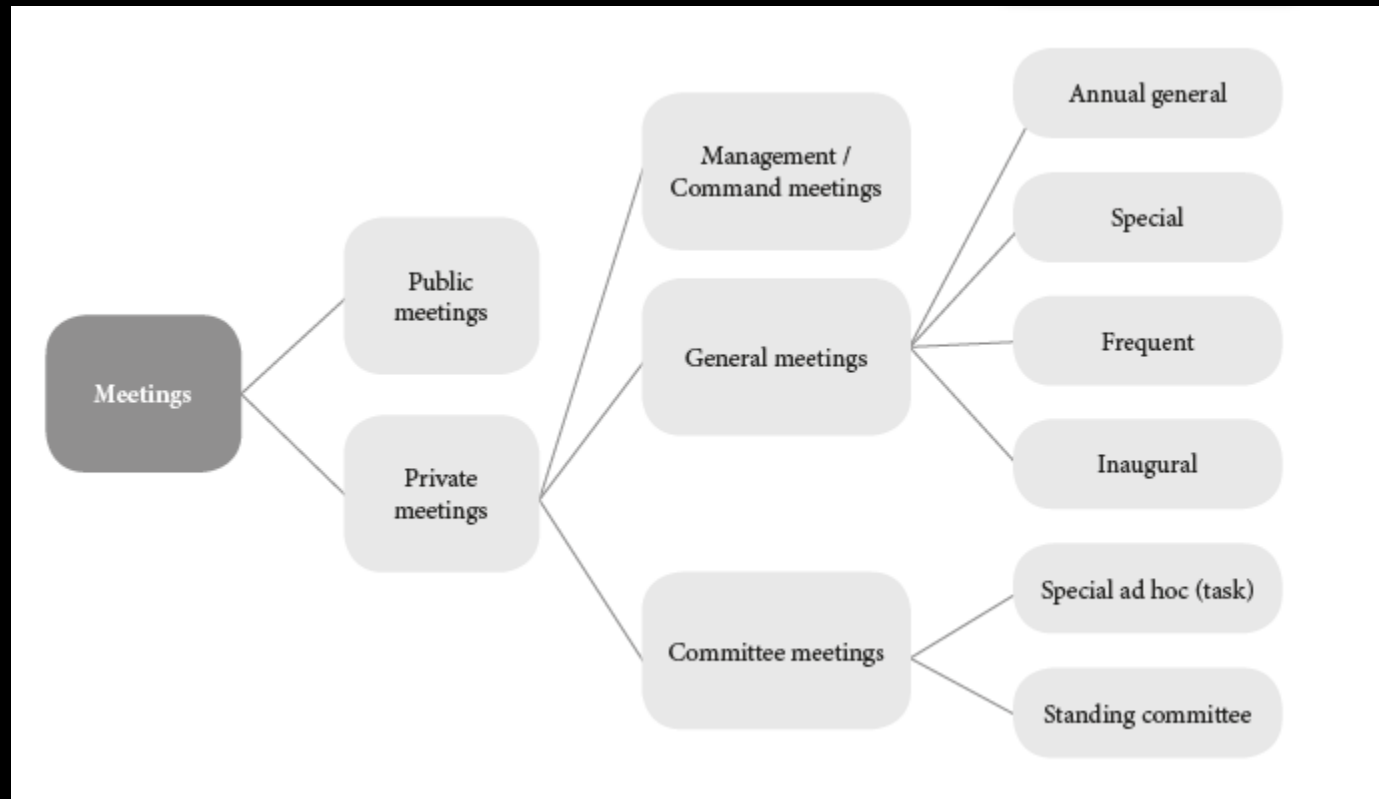 Meetings
Public
meetings
Private
meetings
Management /
Command meetings
General meetings
Committee meetings
Annual general
Special
Frequent
Inaugural
Special ad hoc (task)
Standing committee